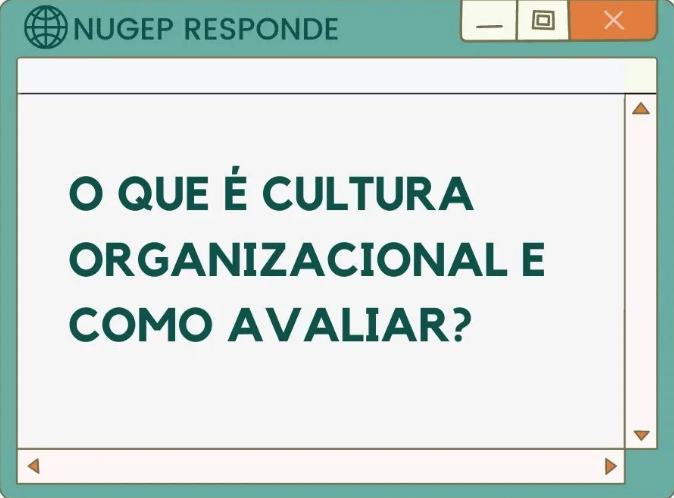 NUGEP RESPONDE
O QUE É CULTURA
ORGANIZACIONAL E
COMO AVALIAR?